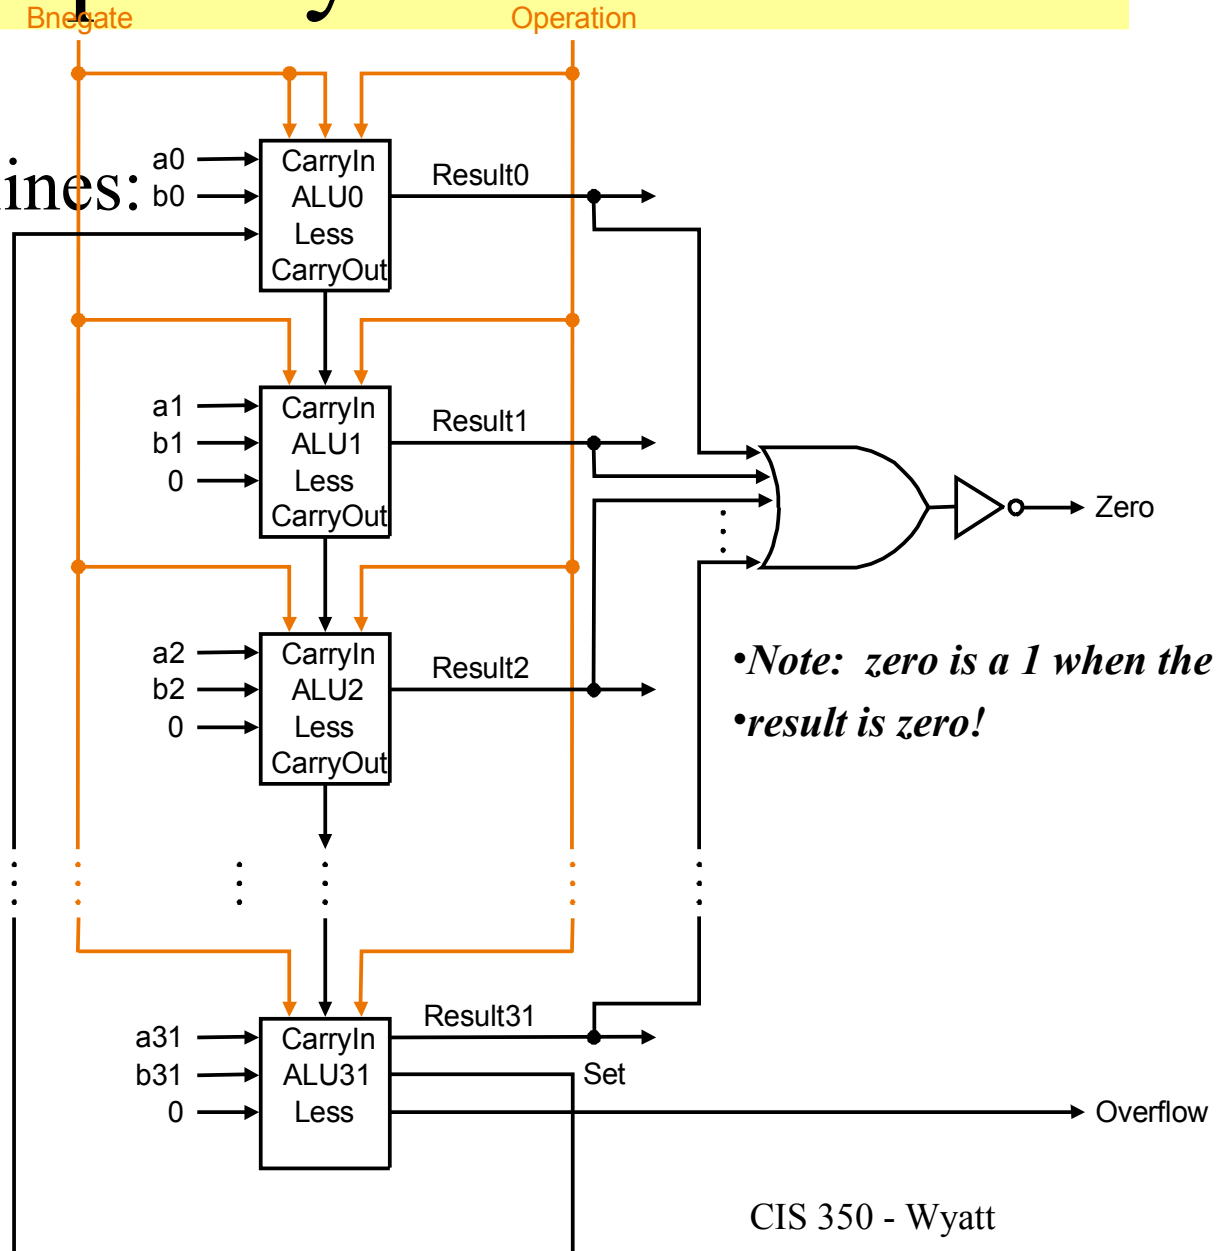 Bnegate
Operation
ines:
a0
b0
CarryIn
ALU0
Less
CarryOut
Result0
a1
b1
0
CarryIn
ALU1
Less
CarryOut
Result1
Zero
a2
b2
0
CarryIn
ALU2
Less
CarryOut
Result2
•Note: zero is a 1 when the
•result is zero!
a31
b31
0
CarryIn
ALU31
Less
Result31
Set
Overflow
CIS 350 - Wyatt